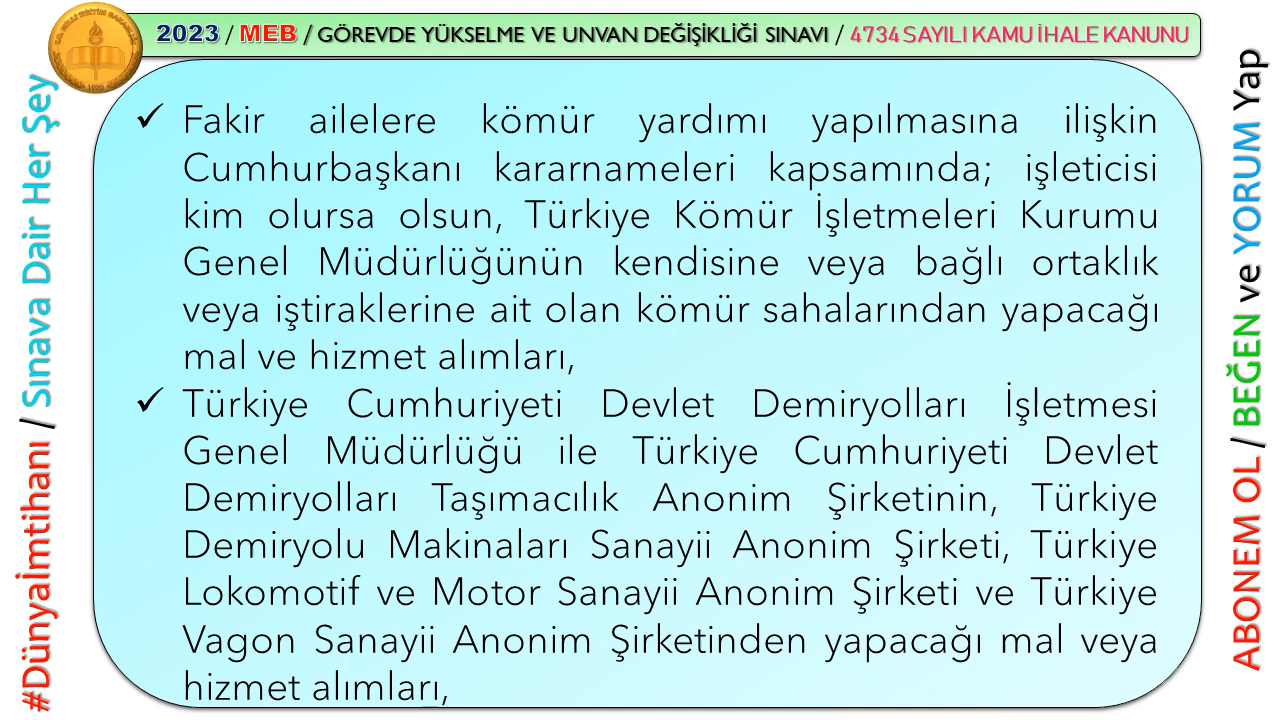 2023 / MEB / GÖREVDE YÜKSELME VE UNVAN DEĞİŞİKLİĞİ SINAVI / 4734 SAYILI KAMU İHALE KANUNU
#Dünyaİmtihanı / Sınava Dair Her Şey
✓ Fakir ailelere kömür yardımı yapılmasına ilişkin
Cumhurbaşkanı kararnameleri kapsamında; işleticisi
kim olursa olsun, Türkiye Kömür İşletmeleri Kurumu
Genel Müdürlüğünün kendisine veya bağlı ortaklık
veya iştiraklerine ait olan kömür sahalarından yapacağı
mal ve hizmet alımları,
✓ Türkiye Cumhuriyeti Devlet Demiryolları İşletmesi
Genel Müdürlüğü ile Türkiye Cumhuriyeti Devlet
Demiryolları Taşımacılık Anonim Şirketinin, Türkiye
Demiryolu Makinaları Sanayii Anonim Şirketi, Türkiye
Lokomotif ve Motor Sanayii Anonim Şirketi ve Türkiye
Vagon Sanayii Anonim Şirketinden yapacağı mal veya
hizmet alımları,
ABONEM OL / BEĞEN ve YORUM Yap